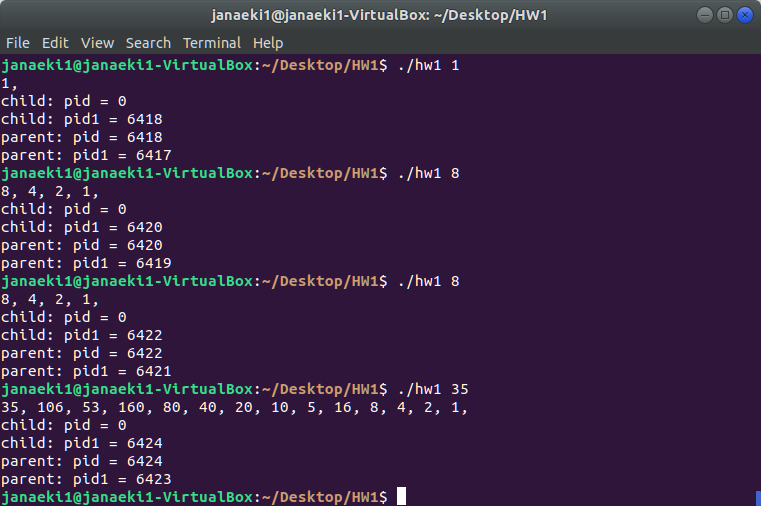 janaeki1@janaeki1-VirtualBox: ~/Desktop/HW1
File Edit View Search Terminal Help
janaeki1@janaeki1-VirtualBox:~/Desktop/HW1$ ./hw1 1
1,
child: pid = 0
child: pid1 = 6418
parent: pid = 6418
parent: pid1 = 6417
janaeki1@janaeki1-VirtualBox:~/Desktop/HW1$ ./hw1 8
8, 4, 2, 1,
child: pid = 0
child: pid1 = 6420
parent: pid = 6420
parent: pid1 = 6419
janaeki1@janaeki1-VirtualBox:~/Desktop/HW1$ ./hw1 8
8, 4, 2, 1,
child: pid = 0
child: pid1 = 6422
parent: pid = 6422
parent: pid1 = 6421
janaeki1@janaeki1-VirtualBox:~/Desktop/HW1$ ./hw1 35
35, 106, 53, 160, 80, 40, 20, 10, 5, 16, 8, 4, 2, 1,
child: pid = 0
child: pid1 = 6424
parent: pid = 6424
parent: pid1 = 6423
janaeki1@janaeki1-VirtualBox:~/Desktop/HW1$